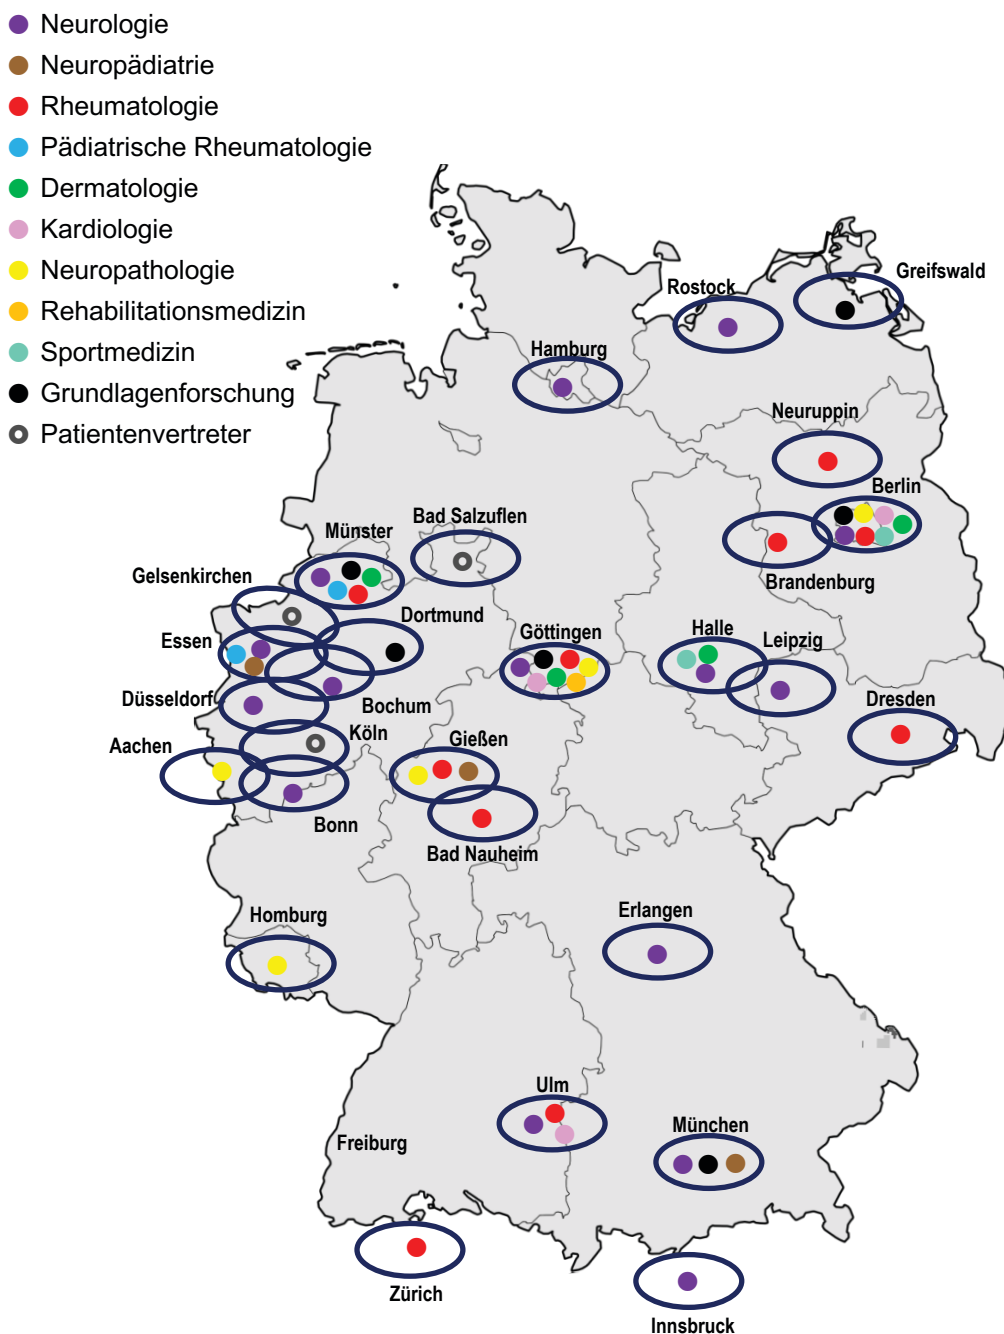 Neurologie
Neuropädiatrie
Rheumatologie
Pädiatrische Rheumatologie
Dermatologie
Kardiologie
Neuropathologie
Rehabilitationsmedizin
Sportmedizin
Grundlagenforschung
Patientenvertreter
Greifswald
Rostock
Hamburg
Neuruppin
Berlin
Bad Salzuflen
Münster
Gelsenkirchen
Brandenburg
Dortmund
Göttingen
Halle
Leipzig
Essen
Düsseldorf
Bochum
Dresden
Köln
Aachen
Gießen
Bonn
Bad Nauheim
Homburg
Erlangen
Ulm
München
Freiburg
Zürich
Innsbruck